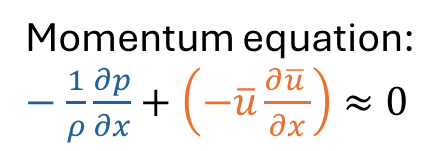 Momentum equation:
− 1/ρ ∂p/∂x + (−u̅ ∂u̅/∂x) ≈ 0